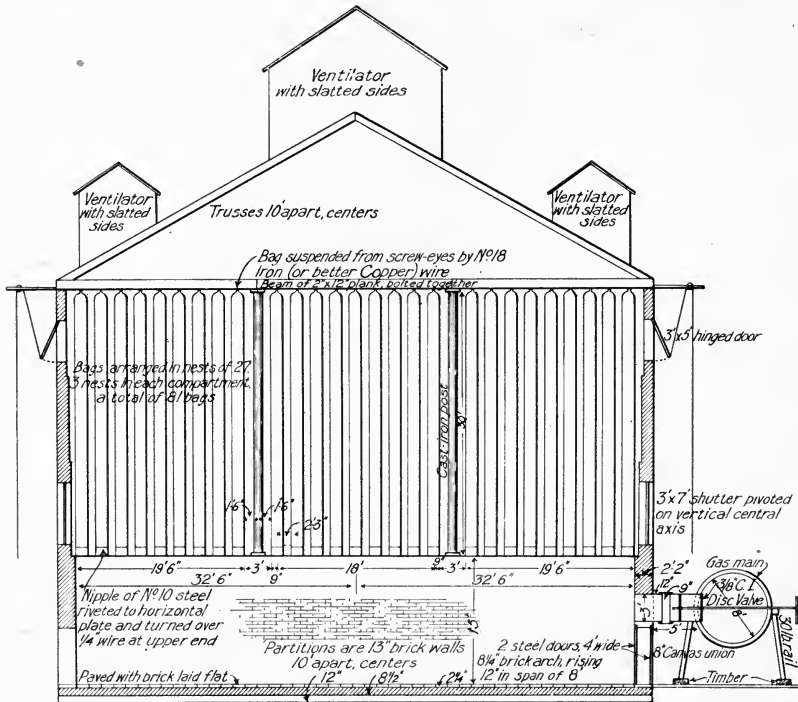 Ventilator
with slatted sides
Ventilator
with slatted
sides
Ventilator
with slatted
sides
Trusses 10' apart, centers
Bag suspended from screw-eyes by Nº18
Iron (or better Copper) wire
Beam of 2"x12" plank, bolted together
3'x5' hinged door
Bags arranged in nests of 27,
3 nests in each compartment,
a total of 81 bags
Cast-iron post
30'
3'x7' shutter pivoted
on vertical central
axis
1'6"
1'6"
2'3"
19'6"
3'
9"
18'
9"
3'
19'6"
2'2"
32'6"
32'6"
Nipple of Nº10 steel
riveted to horizontal
plate and turned over
1/4" wire at upper end
15'
Gas main
12"
9"
3/8" C.I.
Disc Valve
8'
3'
5'
30 lb rail
Partitions are 13" brick walls
10' apart, centers
2 steel doors, 4' wide
8 1/4" brick arch, rising
12" in span of 8'
8" Canvas union
Paved with brick laid flat
12"
8 1/2"
2 1/4"
Timber